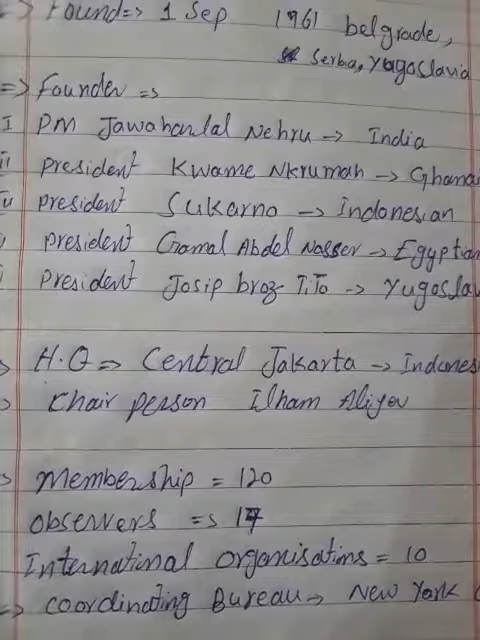 => Found => 1 Sep 1961 belgrade,
Serbia, Yugoslavia
=> founder =>
I PM Jawaharlal Nehru -> India
ii president Kwame Nkrumah -> Ghana
president Sukarno -> Indonesian
president Gamal Abdel Nasser -> Egyptian
president Josip broz TiTo -> Yugoslav
H.Q => Central Jakarta -> Indones
Chair person Ilham Aliyev
Membership = 120
Observers => 17
International organisations = 10
=> coordinating Bureau -> New York (